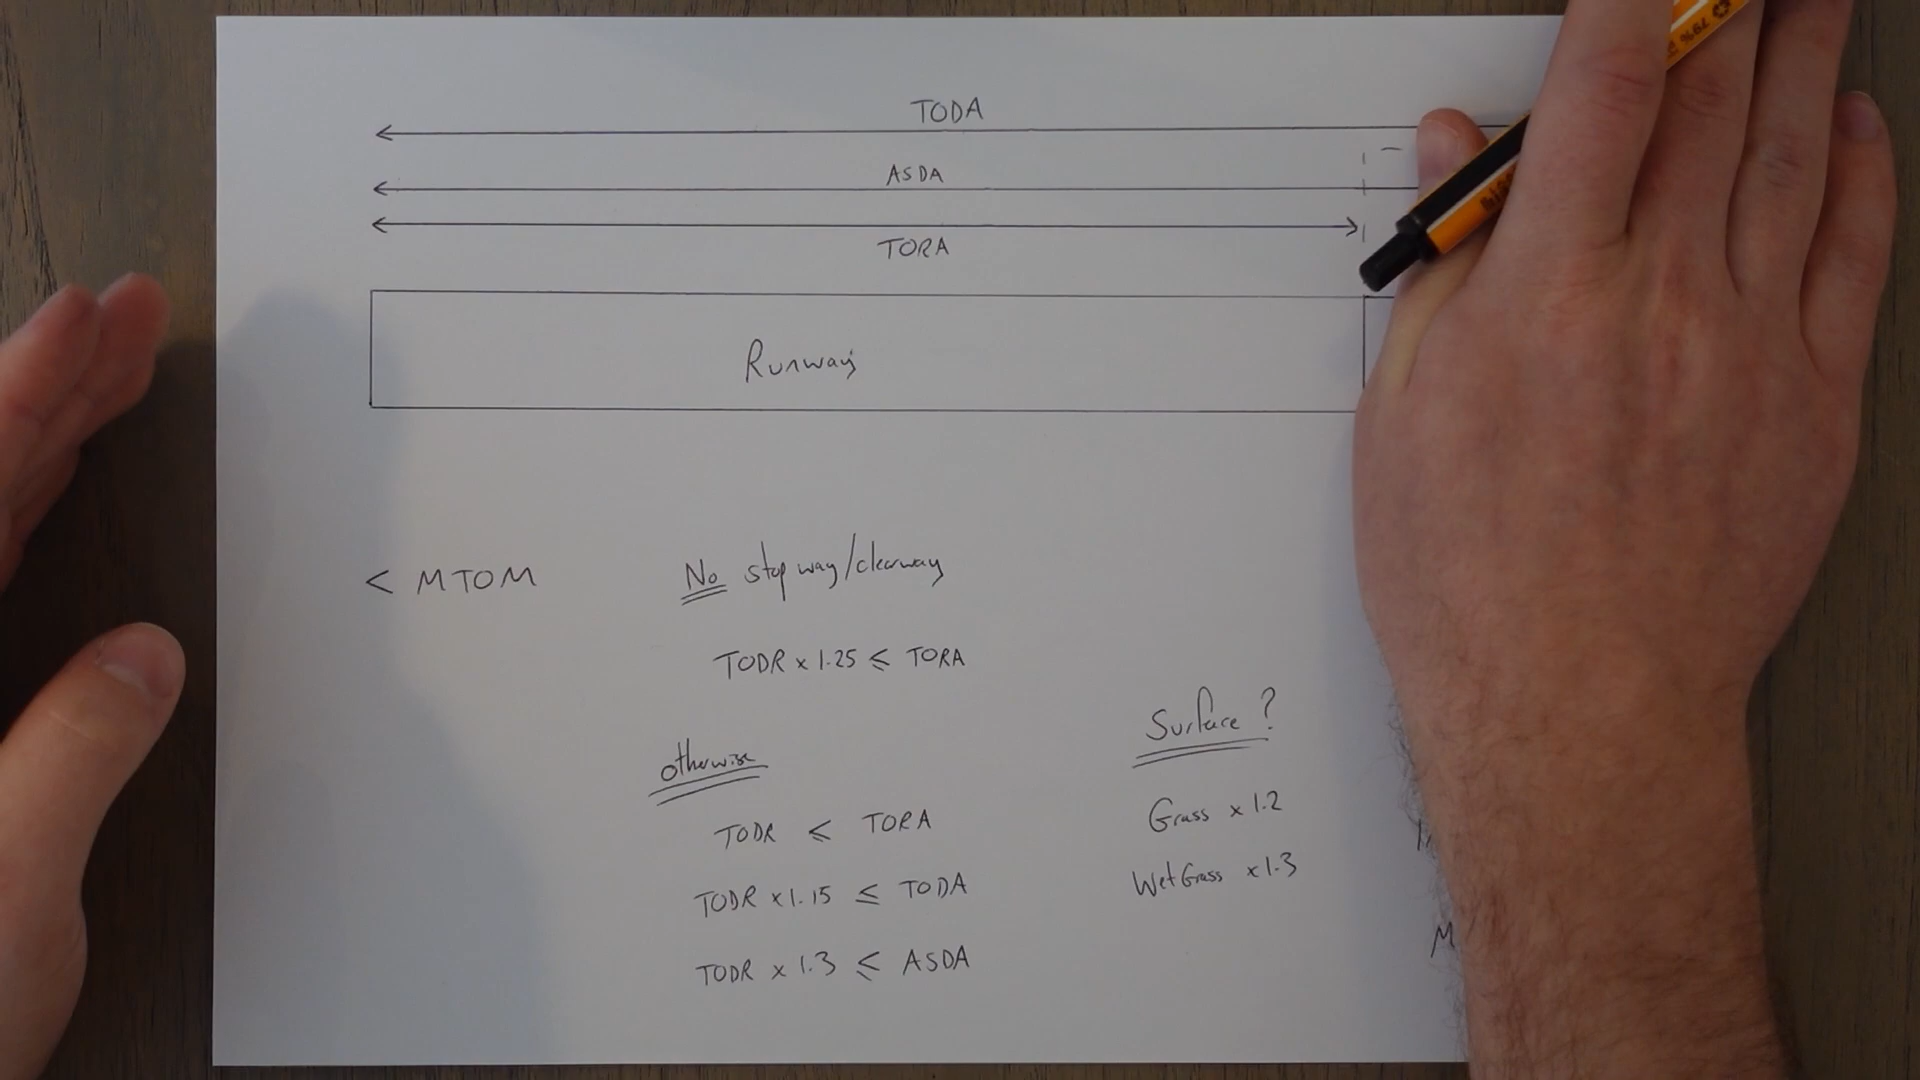 TODA
ASDA
TORA
Runway
< MTOM
No stopway/clearway
TODR x 1.25 ≤ TORA
otherwise
TODR ≤ TORA
TODR x 1.15 ≤ TODA
TODR x 1.3 ≤ ASDA
Surface?
Grass x 1.2
Wet Grass x 1.3
M